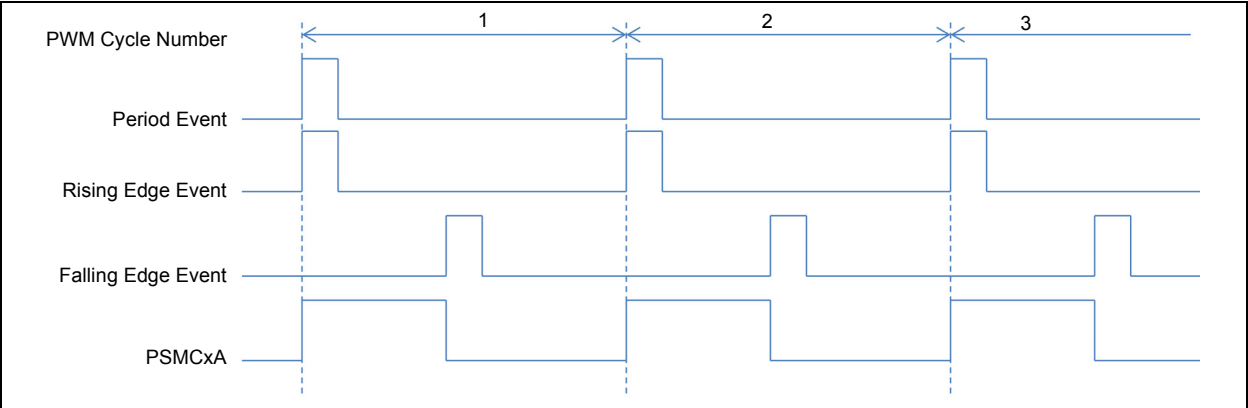 1 2 3
PWM Cycle Number
Period Event
Rising Edge Event
Falling Edge Event
PSMCxA